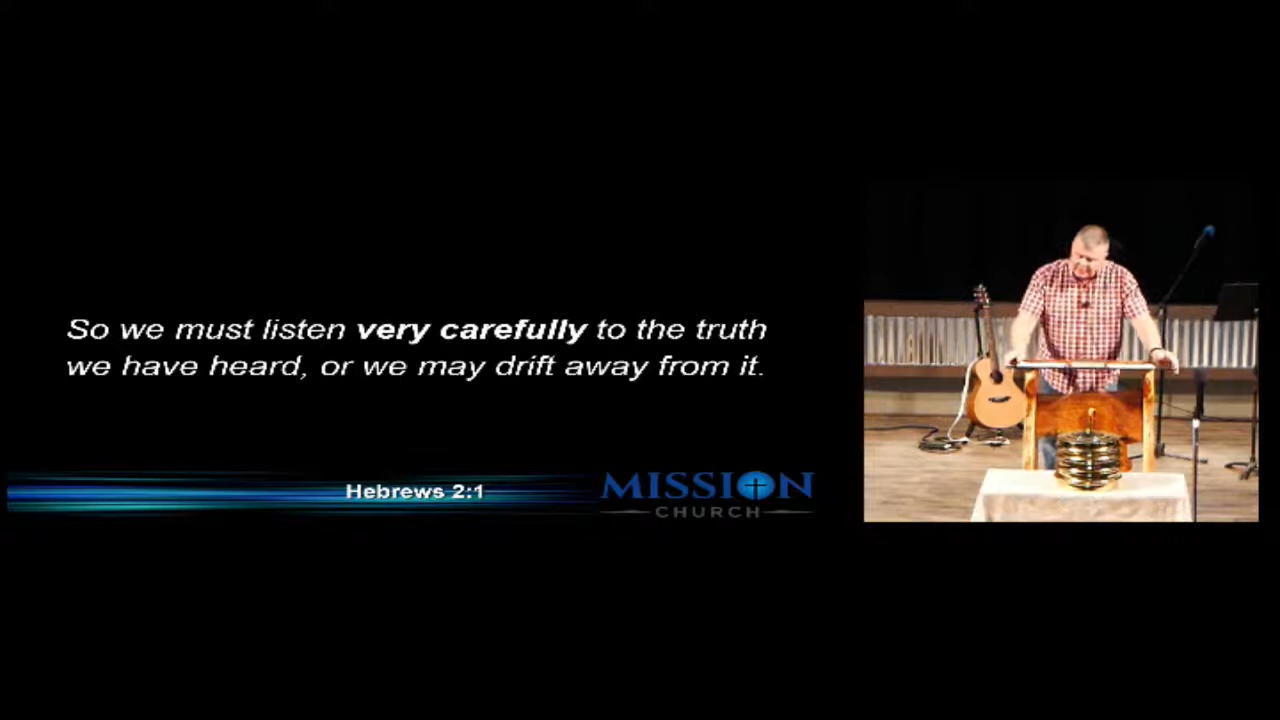 So we must listen very carefully to the truth
we have heard, or we may drift away from it.
Hebrews 2:1
MISSION
CHURCH